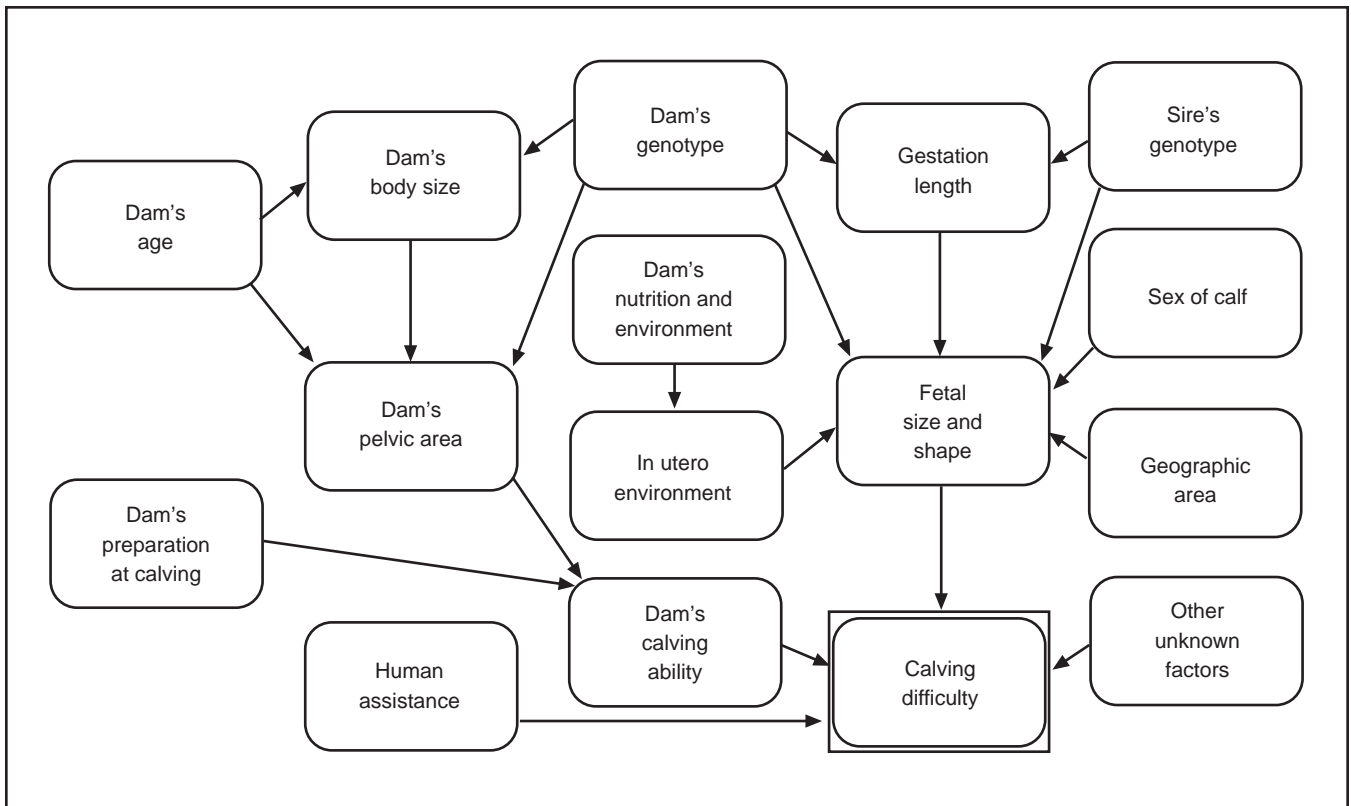 Dam’s
age
Dam’s
body size
Dam’s
genotype
Gestation
length
Sire’s
genotype
Dam’s
nutrition and
environment
Sex of calf
Dam’s
pelvic area
In utero
environment
Fetal
size and
shape
Geographic
area
Dam’s
preparation
at calving
Human
assistance
Dam’s
calving
ability
Calving
difficulty
Other
unknown
factors